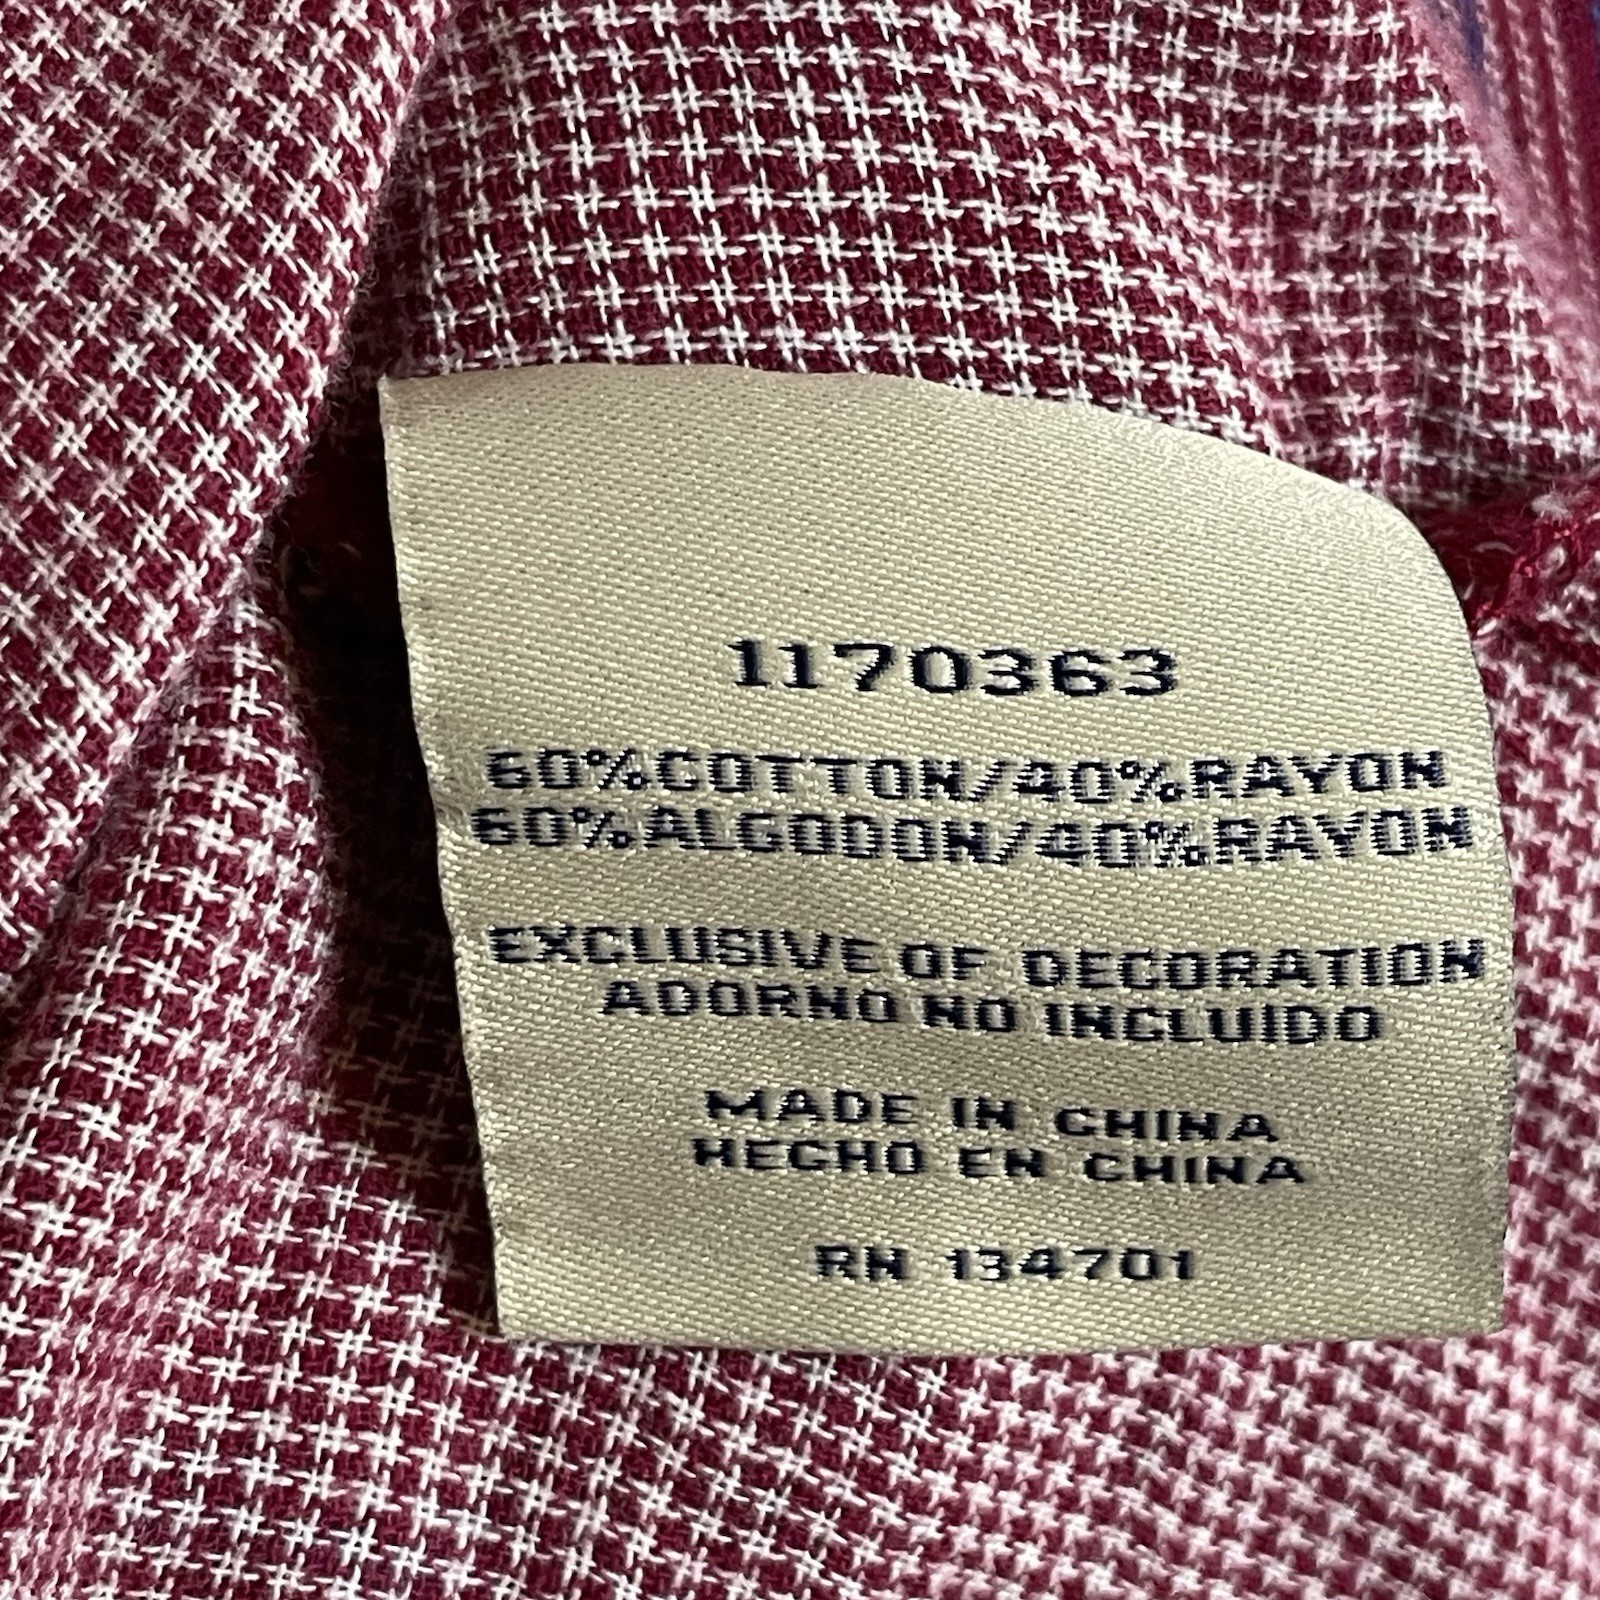 1170363
60%COTTON/40%RAYON
60%ALGODON/40%RAYON
EXCLUSIVE OF DECORATION
ADORNO NO INCLUIDO
MADE IN CHINA
HECHO EN CHINA
RN 134701